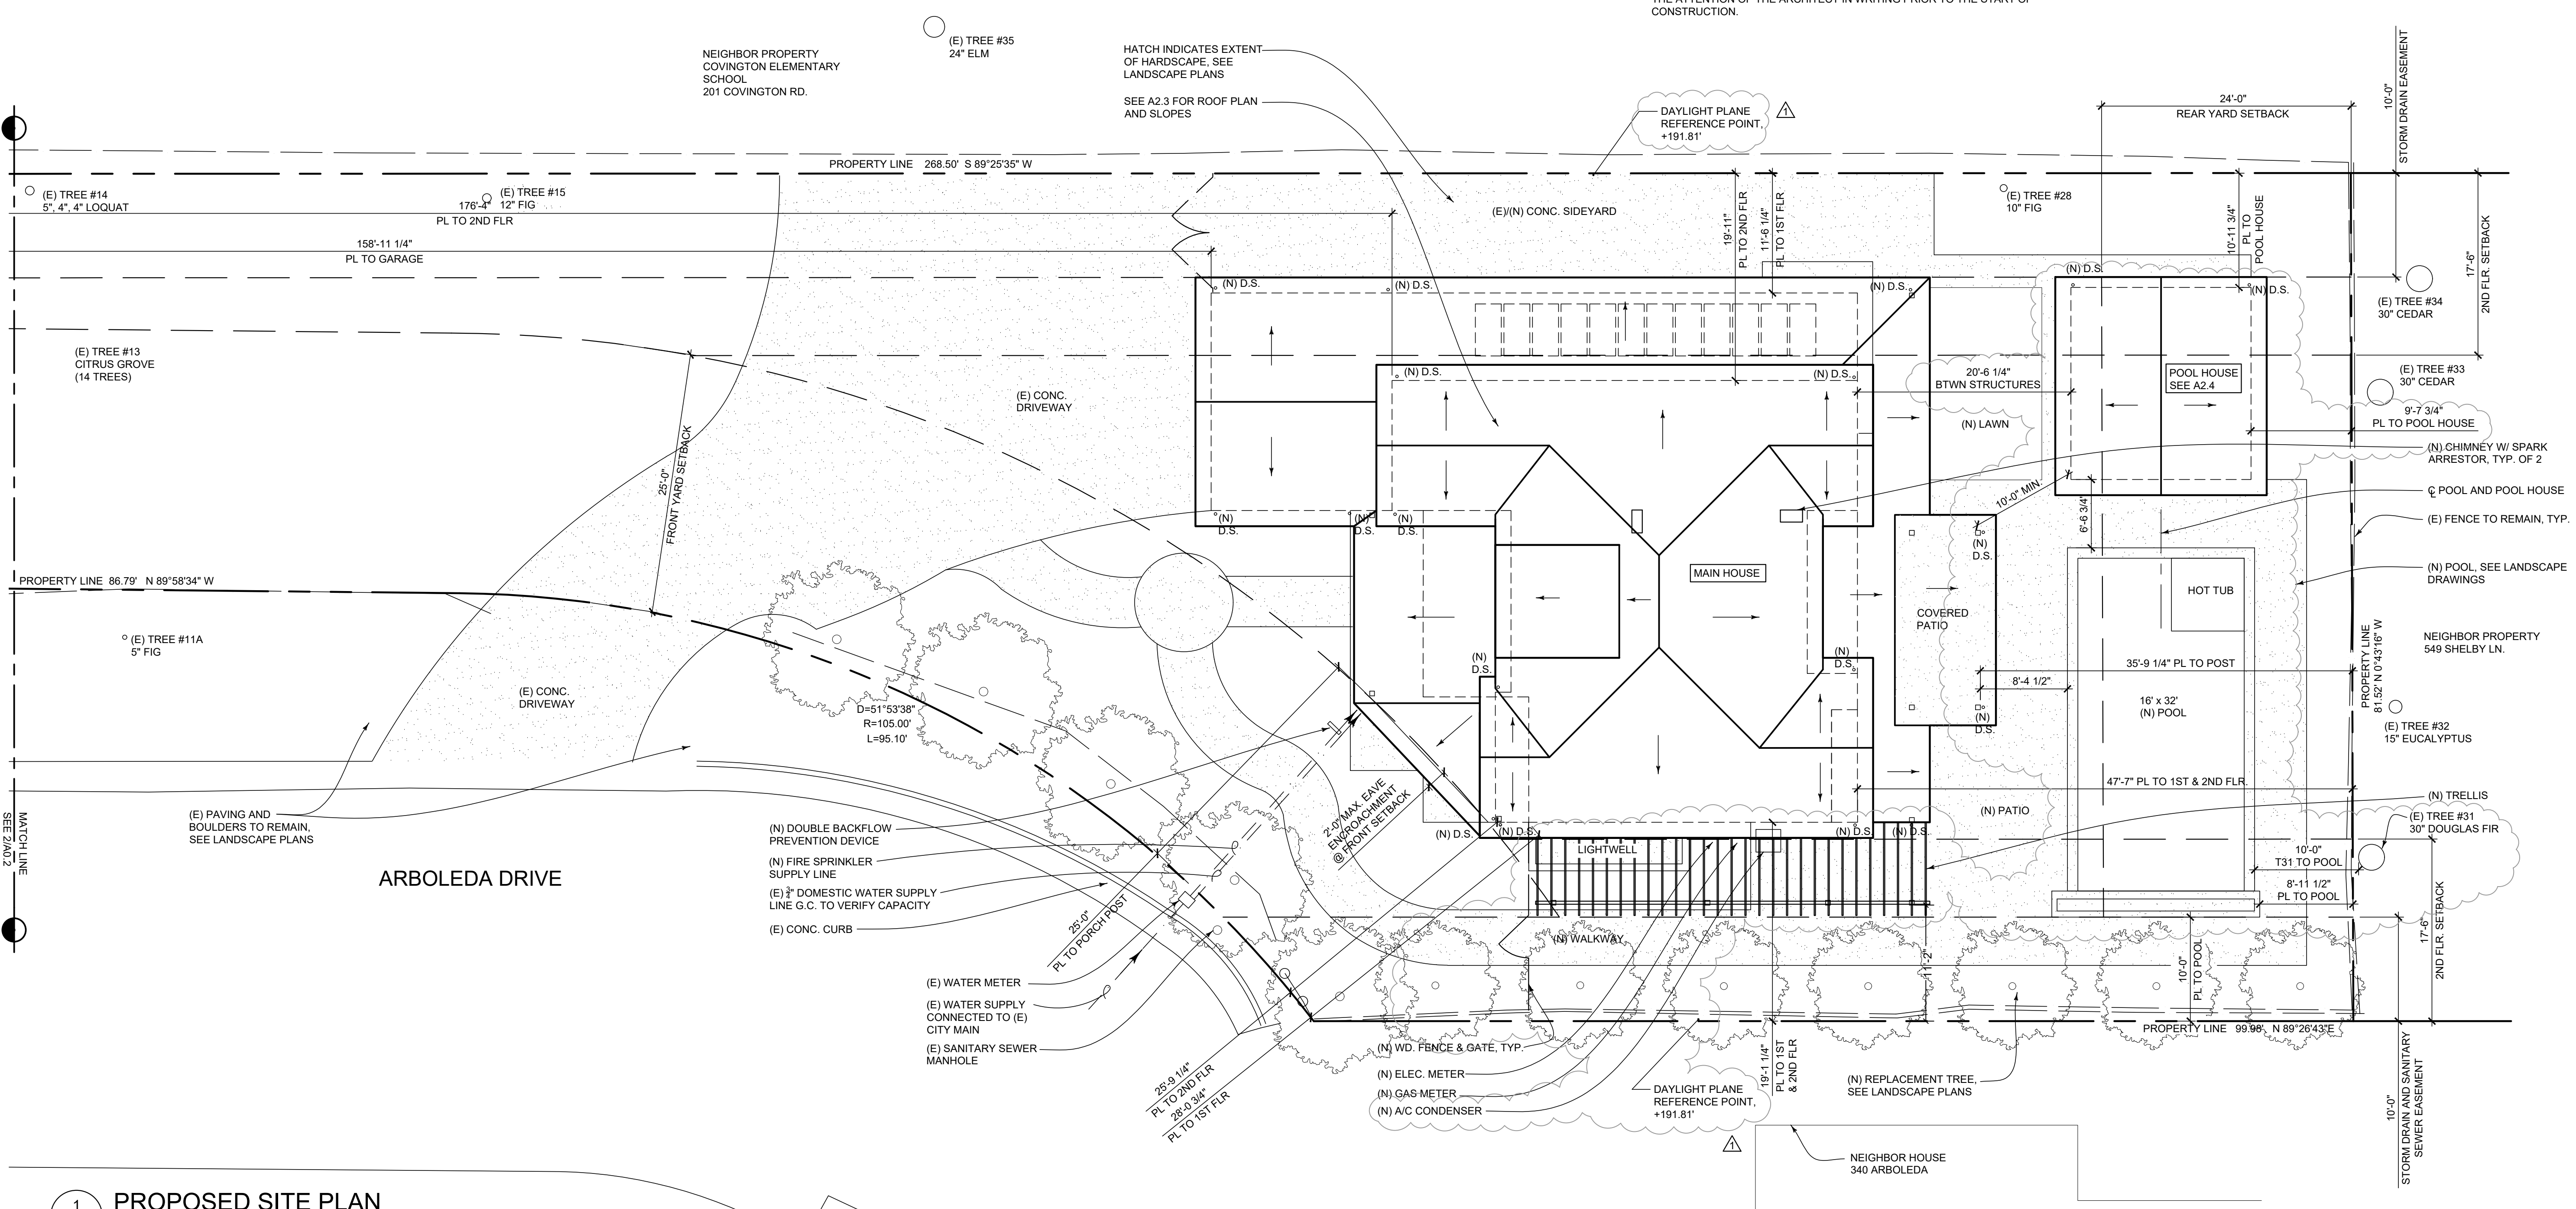 THE ATTENTION OF THE ARCHITECT IN WRITING PRIOR TO THE START OF
CONSTRUCTION.
(E) TREE #35
24" ELM
NEIGHBOR PROPERTY
COVINGTON ELEMENTARY
SCHOOL
201 COVINGTON RD.
HATCH INDICATES EXTENT
OF HARDSCAPE, SEE
LANDSCAPE PLANS
SEE A2.3 FOR ROOF PLAN
AND SLOPES
DAYLIGHT PLANE
REFERENCE POINT,
+191.81'
1
24'-0"
REAR YARD SETBACK
10'-0"
STORM DRAIN EASEMENT
PROPERTY LINE 268.50' S 89°25'35" W
(E) TREE #14
5", 4", 4" LOQUAT
(E) TREE #15
12" FIG
176'-4"
PL TO 2ND FLR
158'-11 1/4"
PL TO GARAGE
(E)/(N) CONC. SIDEYARD
19'-11"
PL TO 2ND FLR
11'-6 1/4"
PL TO 1ST FLR
(E) TREE #28
10" FIG
10'-11 3/4"
PL TO
POOL HOUSE
17'-6"
2ND FLR. SETBACK
(N) D.S.
(N) D.S.
(N) D.S.
(N) D.S.
(N) D.S.
(E) TREE #34
30" CEDAR
(E) TREE #13
CITRUS GROVE
(14 TREES)
(E) CONC.
DRIVEWAY
25'-0"
FRONT YARD SETBACK
(N) D.S.
(N) D.S.
20'-6 1/4"
BTWN STRUCTURES
POOL HOUSE
SEE A2.4
(E) TREE #33
30" CEDAR
9'-7 3/4"
PL TO POOL HOUSE
(N) LAWN
(N) CHIMNEY W/ SPARK
ARRESTOR, TYP. OF 2
10'-0" MIN.
6'-6 3/4"
℄ POOL AND POOL HOUSE
(E) FENCE TO REMAIN, TYP.
(N)
D.S.
(N)
D.S.
(N)
D.S.
(N)
D.S.
(N) POOL, SEE LANDSCAPE
DRAWINGS
PROPERTY LINE 86.79' N 89°58'34" W
MAIN HOUSE
HOT TUB
COVERED
PATIO
(E) TREE #11A
5" FIG
NEIGHBOR PROPERTY
549 SHELBY LN.
PROPERTY LINE
81.52' N 0°43'16" W
(N)
D.S.
(N)
D.S.
35'-9 1/4" PL TO POST
8'-4 1/2"
(E) CONC.
DRIVEWAY
D=51°53'38"
R=105.00'
L=95.10'
16' x 32'
(N) POOL
(N)
D.S.
(E) TREE #32
15" EUCALYPTUS
47'-7" PL TO 1ST & 2ND FLR.
(N) TRELLIS
(N) PATIO
(E) PAVING AND
BOULDERS TO REMAIN,
SEE LANDSCAPE PLANS
MATCH LINE
SEE 2/A0.2
(N) DOUBLE BACKFLOW
PREVENTION DEVICE
2'-0" MAX. EAVE
ENCROACHMENT
@ FRONT SETBACK
(N) D.S.
(N) D.S.
(N) D.S.
(N) D.S.
(E) TREE #31
30" DOUGLAS FIR
LIGHTWELL
10'-0"
T31 TO POOL
8'-11 1/2"
PL TO POOL
(N) FIRE SPRINKLER
SUPPLY LINE
ARBOLEDA DRIVE
(E) ¾" DOMESTIC WATER SUPPLY
LINE G.C. TO VERIFY CAPACITY
(E) CONC. CURB
25'-0"
PL TO PORCH POST
(N) WALKWAY
11'-2"
10'-0"
PL TO POOL
17'-6"
2ND FLR. SETBACK
(E) WATER METER
(E) WATER SUPPLY
CONNECTED TO (E)
CITY MAIN
(E) SANITARY SEWER
MANHOLE
PROPERTY LINE 99.98' N 89°26'43"E
(N) WD. FENCE & GATE, TYP.
(N) ELEC. METER
(N) GAS METER
(N) A/C CONDENSER
25'-9 1/4"
PL TO 2ND FLR
28'-0 3/4"
PL TO 1ST FLR
DAYLIGHT PLANE
REFERENCE POINT,
+191.81'
1
19'-1 1/4"
PL TO 1ST
& 2ND FLR
(N) REPLACEMENT TREE,
SEE LANDSCAPE PLANS
10'-0"
STORM DRAIN AND SANITARY
SEWER EASEMENT
NEIGHBOR HOUSE
340 ARBOLEDA
1
PROPOSED SITE PLAN